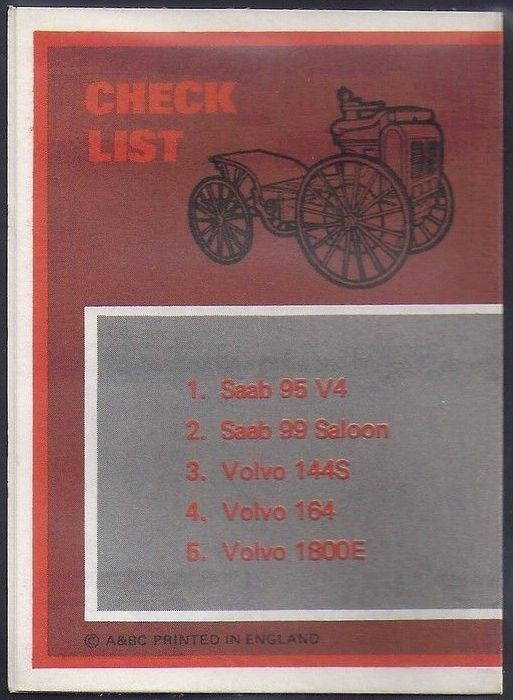 CHECK
LIST
1. Saab 95 V4
2. Saab 99 Saloon
3. Volvo 144S
4. Volvo 164
5. Volvo 1800E
© A&BC PRINTED IN ENGLAND